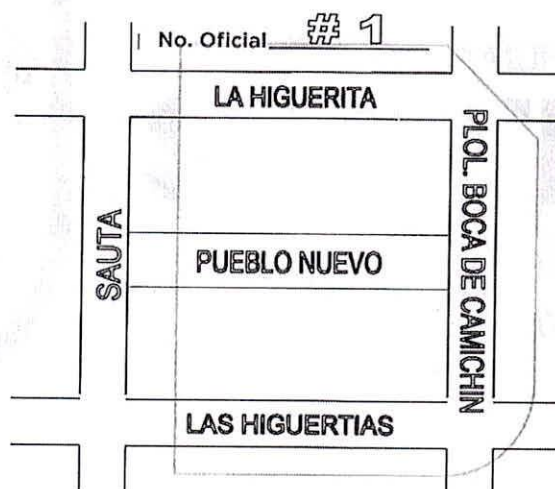 No. Oficial # 1
LA HIGUERITA
PLOL. BOCA DE CAMICHIN
SAUTA
PUEBLO NUEVO
LAS HIGUERTIAS